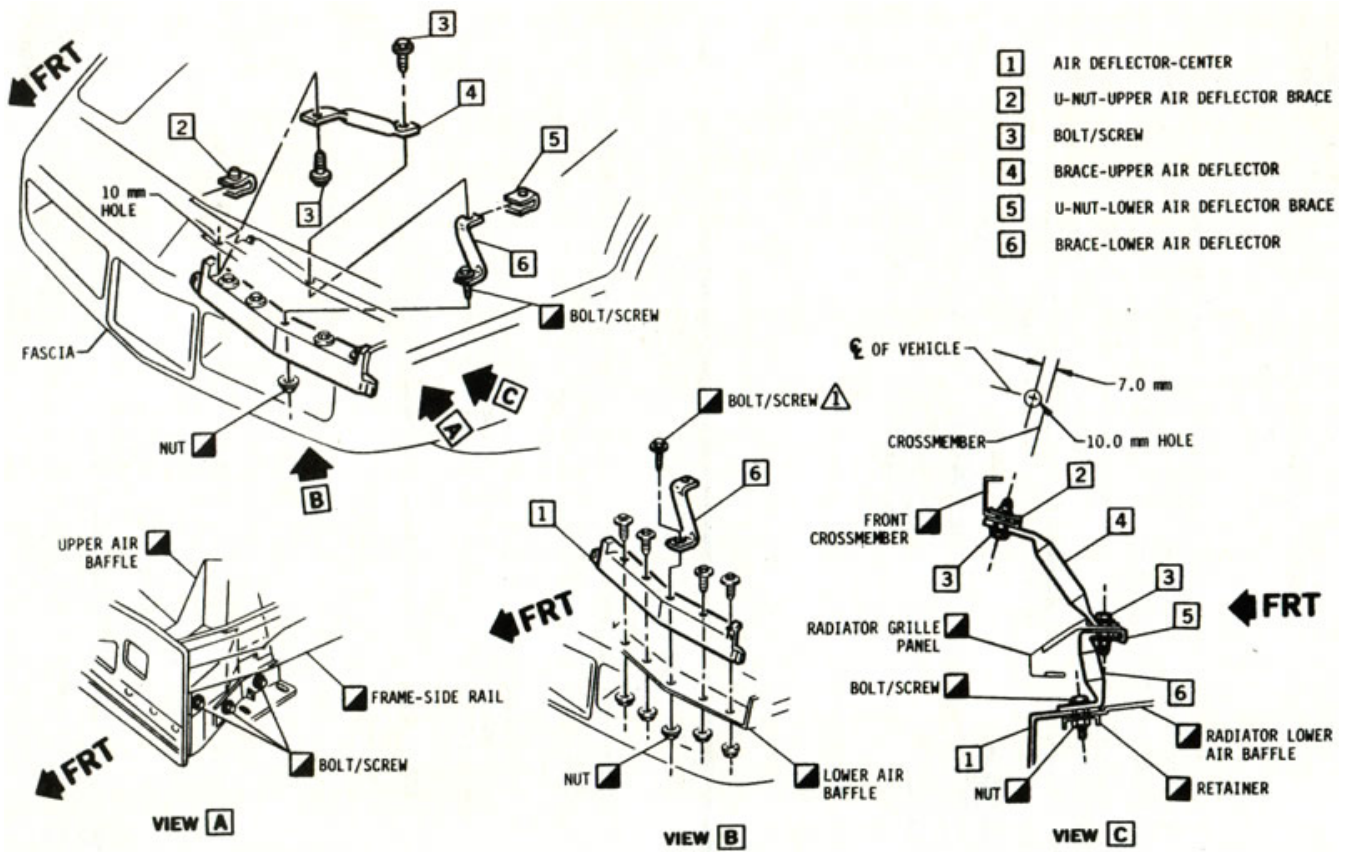 3
FRT
4
2
5
10 mm
HOLE
3
6
BOLT/SCREW
FASCIA
C
A
NUT
B
1 AIR DEFLECTOR-CENTER
2 U-NUT-UPPER AIR DEFLECTOR BRACE
3 BOLT/SCREW
4 BRACE-UPPER AIR DEFLECTOR
5 U-NUT-LOWER AIR DEFLECTOR BRACE
6 BRACE-LOWER AIR DEFLECTOR
UPPER AIR
BAFFLE
FRAME-SIDE RAIL
BOLT/SCREW
FRT
VIEW A
BOLT/SCREW 1
6
1
FRT
NUT
LOWER AIR
BAFFLE
VIEW B
℄ OF VEHICLE
7.0 mm
CROSSMEMBER
10.0 mm HOLE
2
FRONT
CROSSMEMBER
4
3
3
FRT
RADIATOR GRILLE
PANEL
5
BOLT/SCREW
6
1
RADIATOR LOWER
AIR BAFFLE
NUT
RETAINER
VIEW C